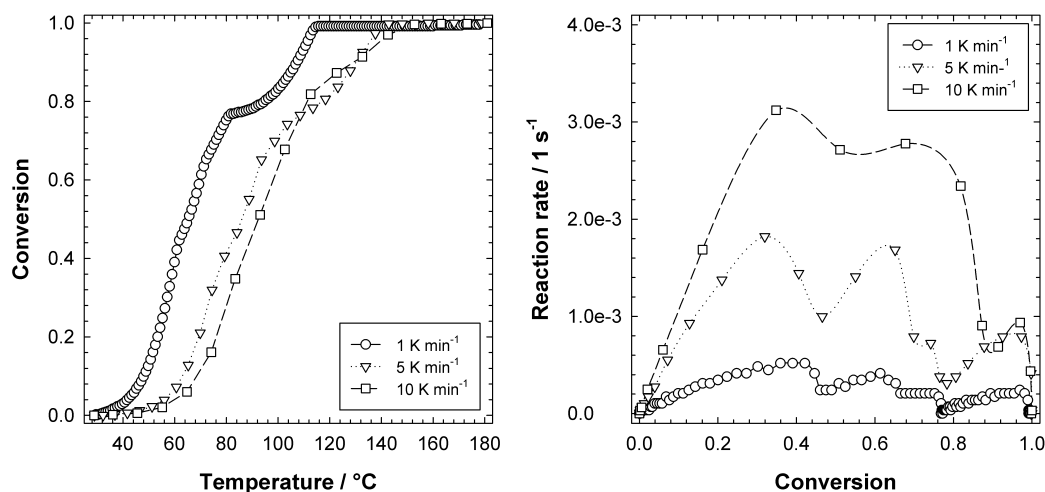 1.0
0.8
0.6
0.4
0.2
0.0
Conversion
40 60 80 100 120 140 160 180
Temperature / °C
1 K min-1
5 K min-1
10 K min-1
4.0e-3
3.0e-3
2.0e-3
1.0e-3
0.0
Reaction rate / 1 s-1
0.0 0.2 0.4 0.6 0.8 1.0
Conversion
1 K min-1
5 K min-1
10 K min-1